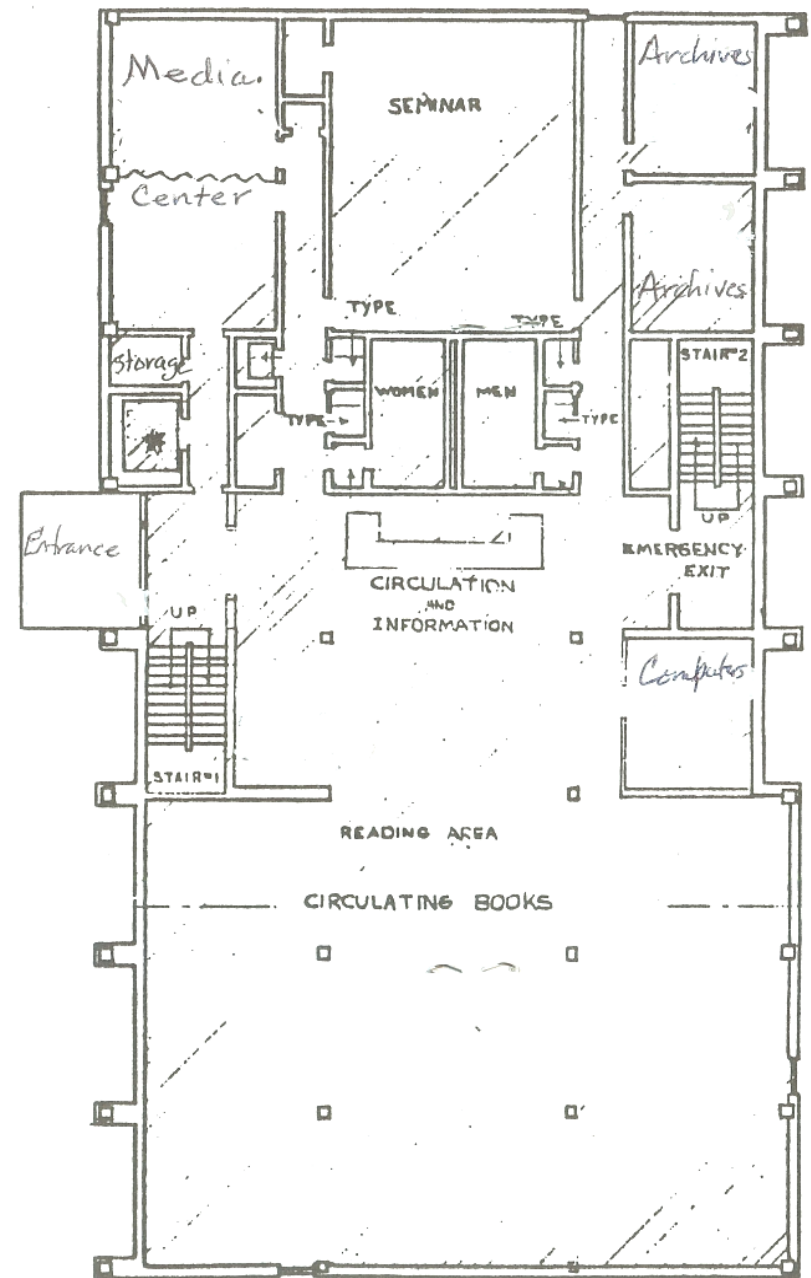 Media.
SEMINAR
Archives
Center
Archives
TYPE
TYPE
Storage
STAIR #2
WOMEN
MEN
TYPE
TYPE
UP
Entrance
EMERGENCY
EXIT
CIRCULATION
AND
INFORMATION
UP
Computers
STAIR #1
READING AREA
CIRCULATING BOOKS